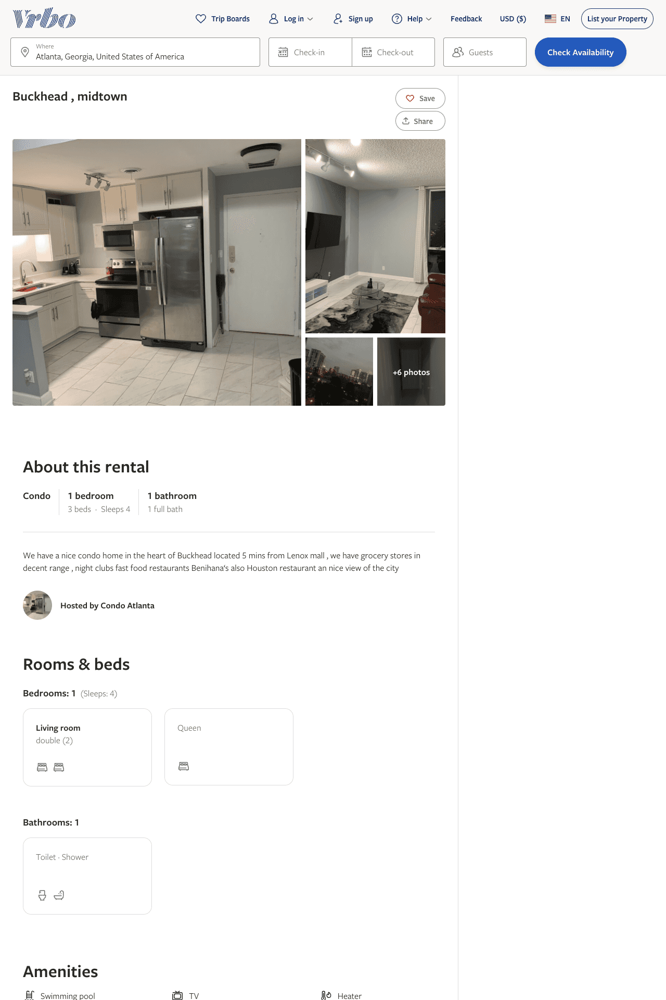 Vrbo
Trip Boards
Log in
Sign up
Help
Feedback
USD ($)
EN
List your Property
Where
Atlanta, Georgia, United States of America
Check-in
Check-out
Guests
Check Availability
Buckhead , midtown
Save
Share
+6 photos
About this rental
Condo
1 bedroom
3 beds · Sleeps 4
1 bathroom
1 full bath
We have a nice condo home in the heart of Buckhead located 5 mins from Lenox mall , we have grocery stores in
decent range , night clubs fast food restaurants Benihana‘s also Houston restaurant an nice view of the city
Hosted by Condo Atlanta
Rooms & beds
Bedrooms: 1 (Sleeps: 4)
Living room
double (2)
Queen
Bathrooms: 1
Toilet · Shower
Amenities
Swimming pool
TV
Heater